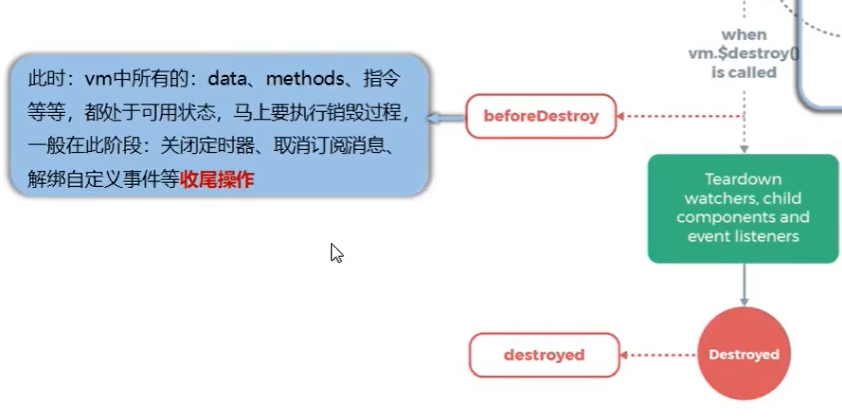 when
vm.$destroy()
is called
此时：vm中所有的：data、methods、指令
等等，都处于可用状态，马上要执行销毁过程，
一般在此阶段：关闭定时器、取消订阅消息、
解绑自定义事件等收尾操作
beforeDestroy
Teardown
watchers, child
components and
event listeners
destroyed
Destroyed